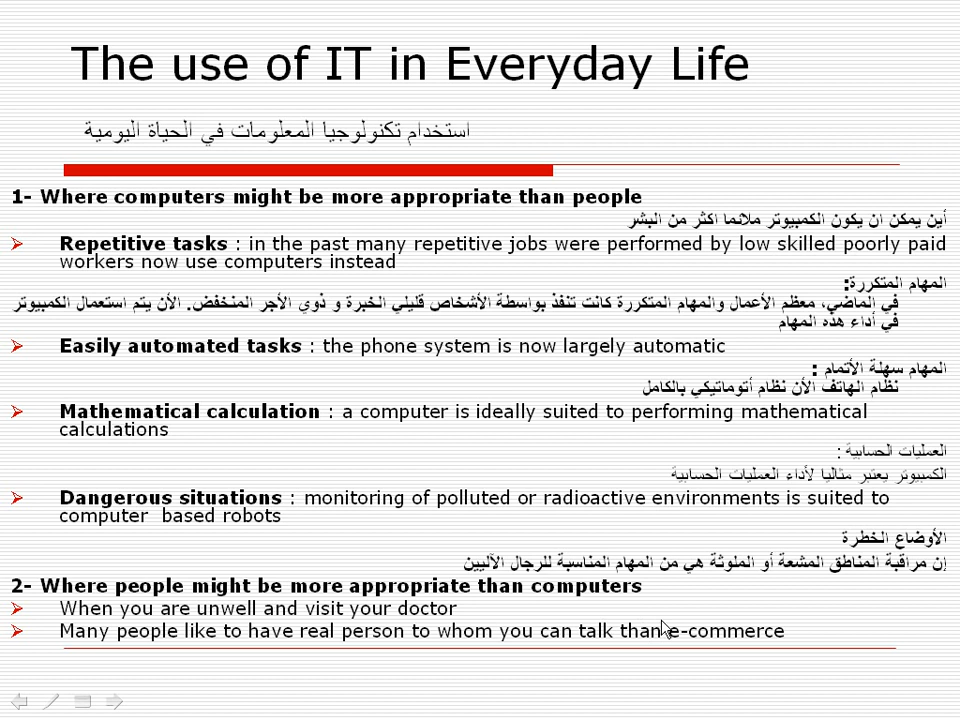 The use of IT in Everyday Life
استخدام تكنولوجيا المعلومات في الحياة اليومية
1- Where computers might be more appropriate than people
أين يمكن ان يكون الكمبيوتر ملائما اكثر من البشر
Repetitive tasks : in the past many repetitive jobs were performed by low skilled poorly paid
workers now use computers instead
المهام المتكررة:
في الماضي، معظم الأعمال والمهام المتكررة كانت تنفذ بواسطة الأشخاص قليلي الخبرة و ذوي الأجر المنخفض. الأن يتم استعمال الكمبيوتر
في أداء هذه المهام
Easily automated tasks : the phone system is now largely automatic
المهام سهلة الأتمام :
نظام الهاتف الأن نظام أتوماتيكي بالكامل
Mathematical calculation : a computer is ideally suited to performing mathematical
calculations
العمليات الحسابية :
الكمبيوتر يعتبر مثاليا لأداء العمليات الحسابية
Dangerous situations : monitoring of polluted or radioactive environments is suited to
computer based robots
الأوضاع الخطرة
إن مراقبة المناطق المشعة أو الملوثة هي من المهام المناسبة للرجال الآليين
2- Where people might be more appropriate than computers
When you are unwell and visit your doctor
Many people like to have real person to whom you can talk than e-commerce